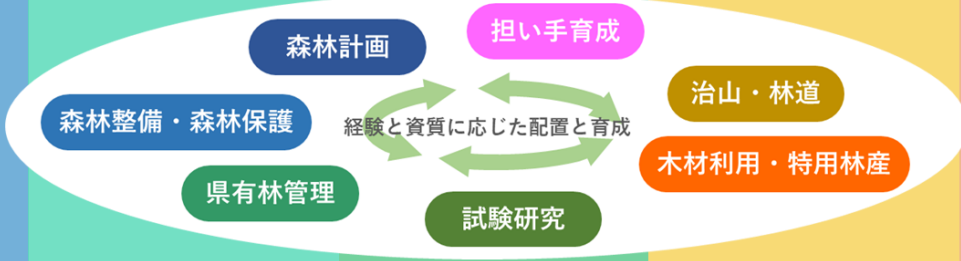 担い手育成
森林計画
治山・林道
森林整備・森林保護
経験と資質に応じた配置と育成
木材利用・特用林産
県有林管理
試験研究